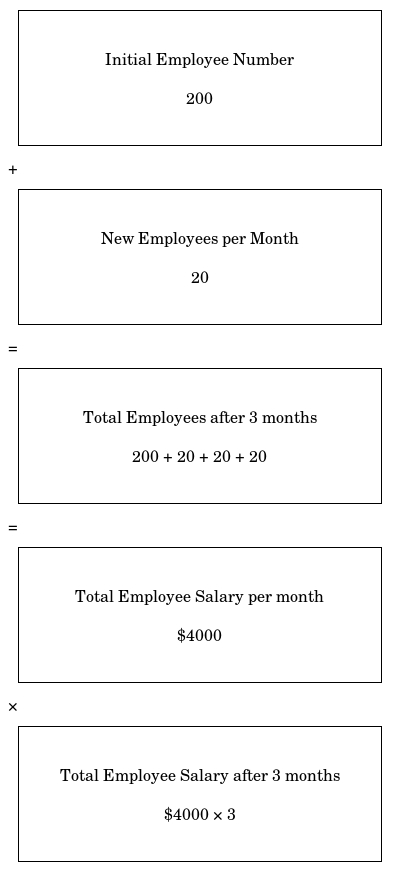 Initial Employee Number
200
+
New Employees per Month
20
=
Total Employees after 3 months
200 + 20 + 20 + 20
=
Total Employee Salary per month
$4000
×
Total Employee Salary after 3 months
$4000 × 3